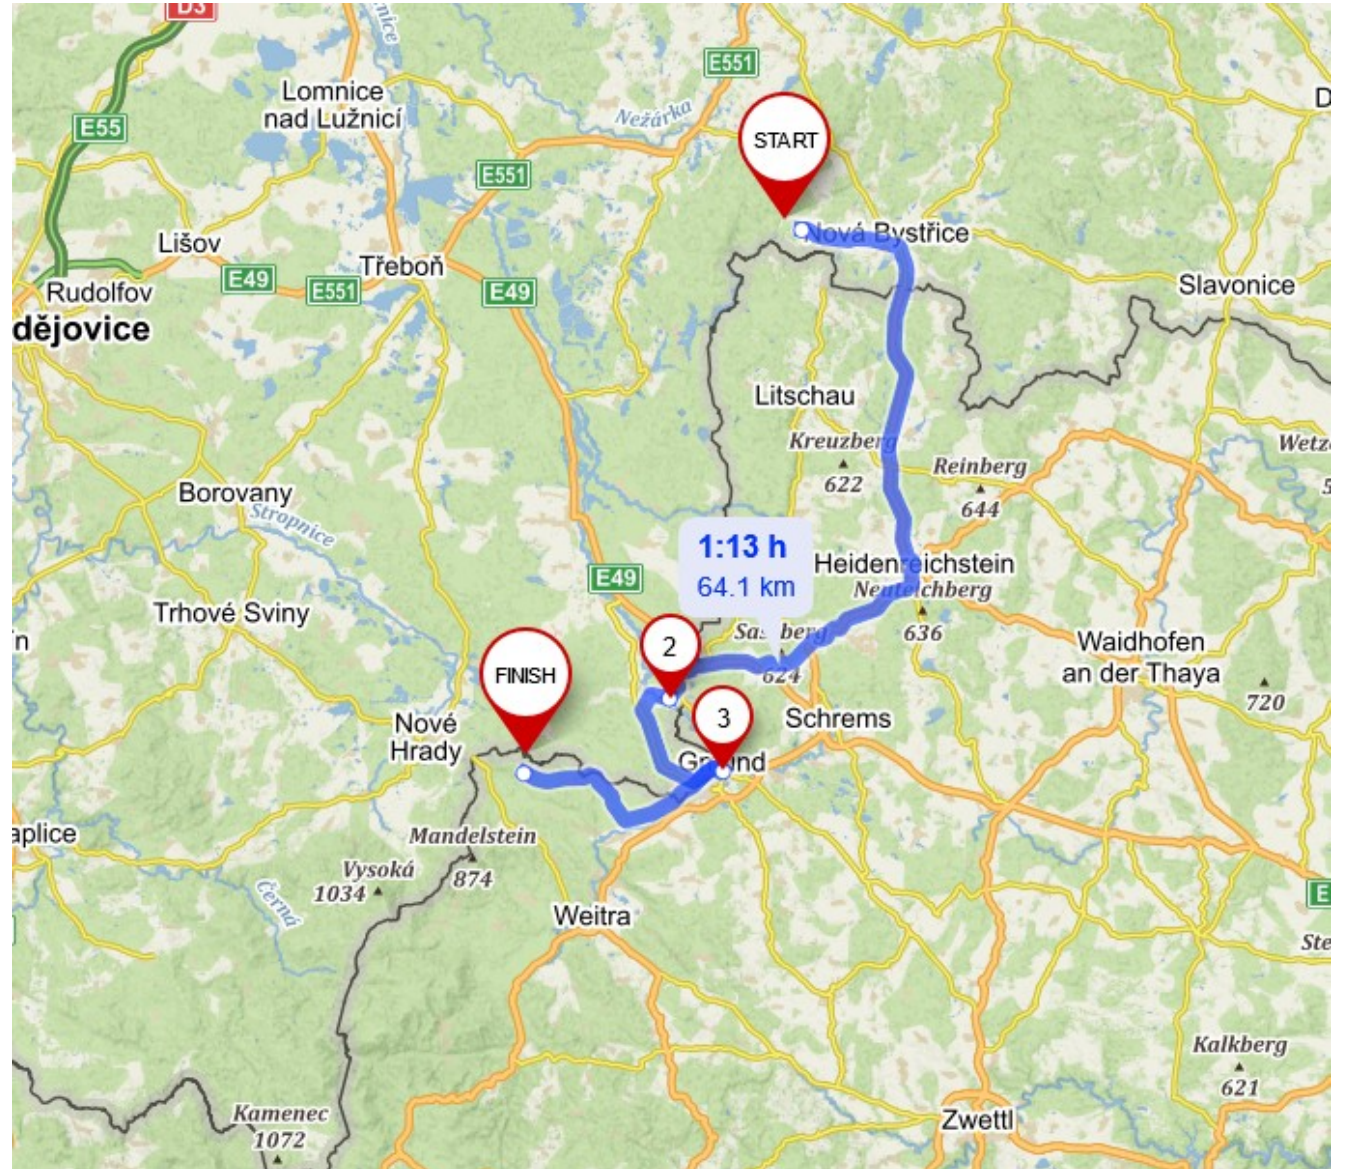 D3
E551
Lomnice
nad Lužnicí
Nežárka
E55
START
E551
Nová Bystřice
Lišov
Třeboň
E49
E551
E49
Slavonice
Rudolfov
dějovice
Litschau
Kreuzberg
622
Reinberg
644
Borovany
Stropnice
1:13 h
64.1 km
Heidenreichstein
Neuteichberg
636
E49
Trhové Sviny
2
624
Waidhofen
an der Thaya
720
FINISH
3
Schrems
Nové
Hrady
Gmünd
aplice
Mandelstein
874
Vysoká
1034
Černá
Weitra
E
Kalkberg
621
Kamenec
1072
Zwettl